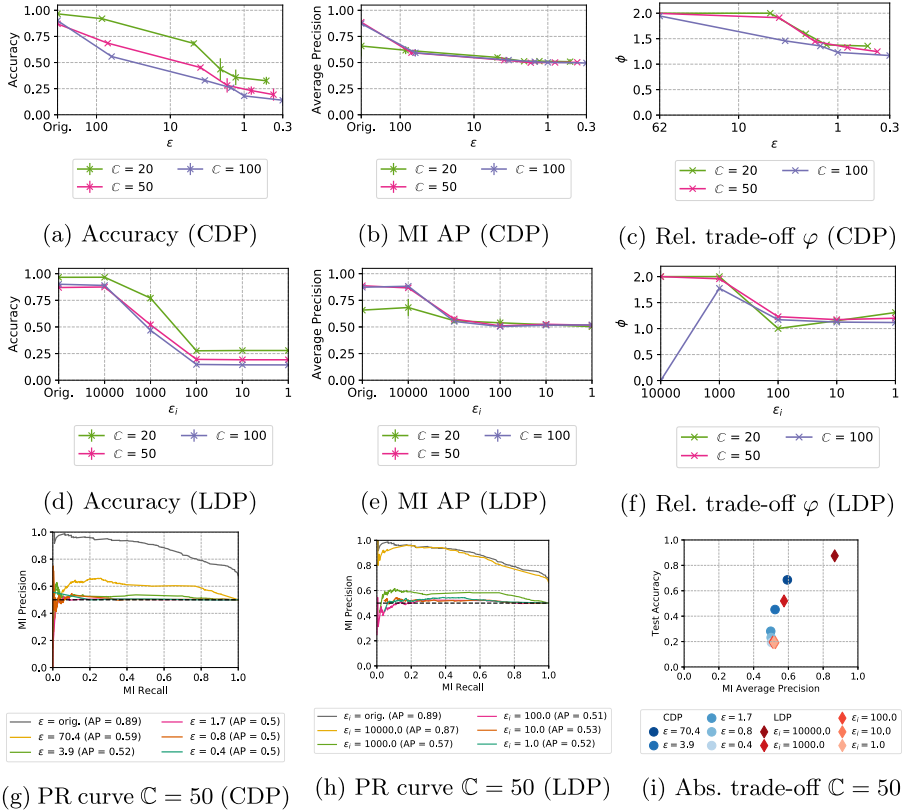 1.00
0.75
0.50
0.25
0.00
Accuracy
Orig. 100 10 1 0.3
ε
ℂ = 20 ℂ = 100
ℂ = 50
(a) Accuracy (CDP)
1.00
0.75
0.50
0.25
0.00
Average Precision
Orig. 100 10 1 0.3
ε
ℂ = 20 ℂ = 100
ℂ = 50
(b) MI AP (CDP)
2.0
1.5
1.0
0.5
0.0
ϕ
62 10 1 0.3
ε
ℂ = 20 ℂ = 100
ℂ = 50
(c) Rel. trade-off φ (CDP)
1.00
0.75
0.50
0.25
0.00
Accuracy
Orig. 10000 1000 100 10 1
εi
ℂ = 20 ℂ = 100
ℂ = 50
(d) Accuracy (LDP)
1.00
0.75
0.50
0.25
0.00
Average Precision
Orig. 10000 1000 100 10 1
εi
ℂ = 20 ℂ = 100
ℂ = 50
(e) MI AP (LDP)
2.0
1.5
1.0
0.5
0.0
ϕ
10000 1000 100 10 1
εi
ℂ = 20 ℂ = 100
ℂ = 50
(f) Rel. trade-off φ (LDP)
1.0
0.8
0.6
0.4
0.2
0.0
MI Precision
0.0 0.2 0.4 0.6 0.8 1.0
MI Recall
ε = orig. (AP = 0.89) ε = 1.7 (AP = 0.5)
ε = 70.4 (AP = 0.59) ε = 0.8 (AP = 0.5)
ε = 3.9 (AP = 0.52) ε = 0.4 (AP = 0.5)
(g) PR curve ℂ = 50 (CDP)
1.0
0.8
0.6
0.4
0.2
0.0
MI Precision
0.0 0.2 0.4 0.6 0.8 1.0
MI Recall
εi = orig. (AP = 0.89) εi = 100.0 (AP = 0.51)
εi = 10000,0 (AP = 0.87) εi = 10.0 (AP = 0.53)
εi = 1000.0 (AP = 0.57) εi = 1.0 (AP = 0.52)
(h) PR curve ℂ = 50 (LDP)
1.0
0.8
0.6
0.4
0.2
0.0
Test Accuracy
0.0 0.2 0.4 0.6 0.8 1.0
MI Average Precision
CDP ε = 1.7 LDP εi = 100.0
ε = 70.4 ε = 0.8 εi = 10000.0 εi = 10.0
ε = 3.9 ε = 0.4 εi = 1000.0 εi = 1.0
(i) Abs. trade-off ℂ = 50